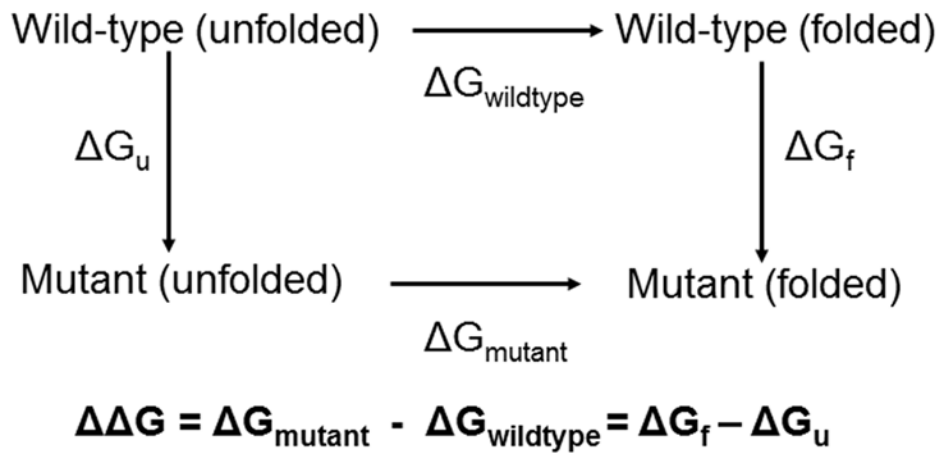 Wild-type (unfolded) Wild-type (folded)
ΔGwildtype
ΔGu ΔGf
Mutant (unfolded) Mutant (folded)
ΔGmutant
ΔΔG = ΔGmutant - ΔGwildtype = ΔGf – ΔGu